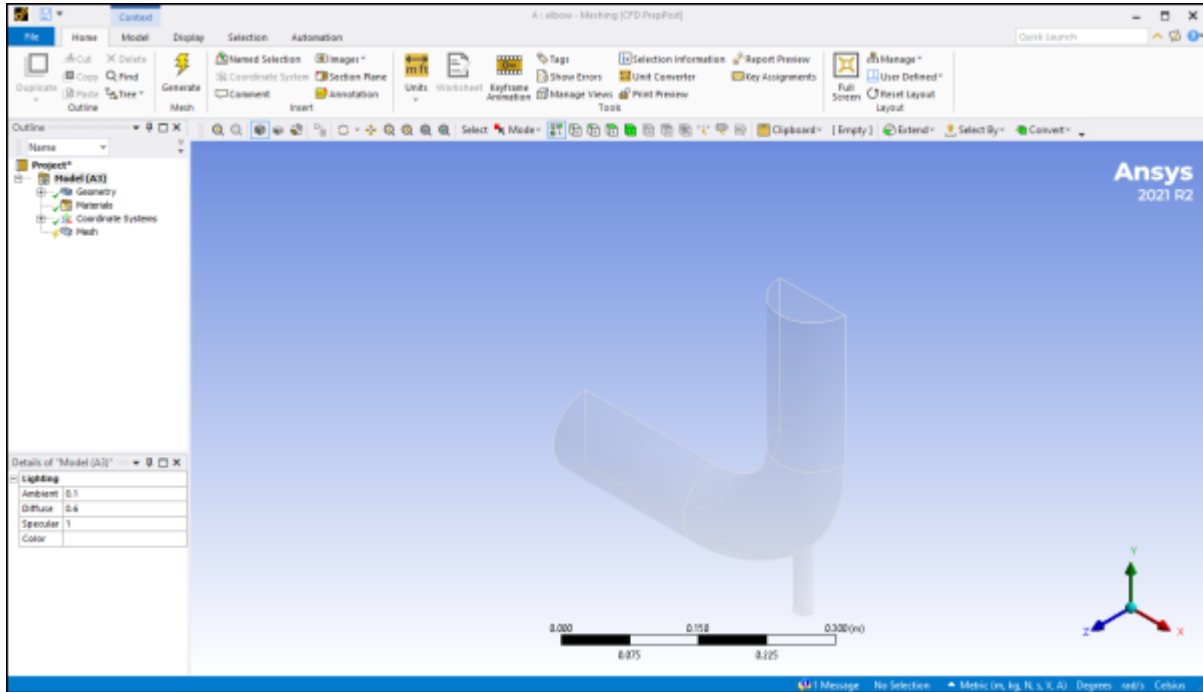 Context
A : elbow - Meshing [CFD PrepPost]
File Home Model Display Selection Automation
Quick Launch
Duplicate
Cut
Copy
Paste
Delete
Find
Tree
Outline
Generate
Mesh
Named Selection
Coordinate System
Comment
Images
Section Plane
Annotation
Insert
Units
Worksheet
Keyframe
Animation
Tags
Show Errors
Manage Views
Selection Information
Unit Converter
Print Preview
Report Preview
Key Assignments
Tools
Full
Screen
Manage
User Defined
Reset Layout
Layout
Outline
Select Mode Clipboard [Empty] Extend Select By Convert
Name
Project*
Model (A3)
Geometry
Materials
Coordinate Systems
Mesh
Ansys
2021 R2
Details of "Model (A3)"
Lighting
Ambient 0.1
Diffuse 0.6
Specular 1
Color
0.000 0.150 0.300 (m)
0.075 0.225
Y
Z
X
1 Message No Selection Metric (m, kg, N, s, V, A) Degrees rad/s Celsius